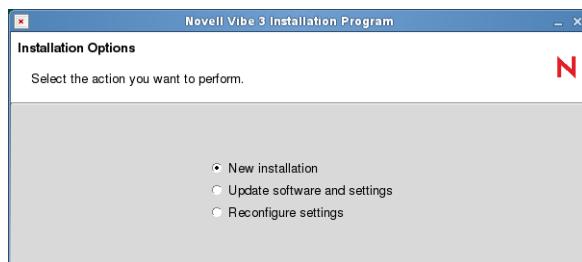 Novell Vibe 3 Installation Program
Installation Options
Select the action you want to perform.
N
New installation
Update software and settings
Reconfigure settings